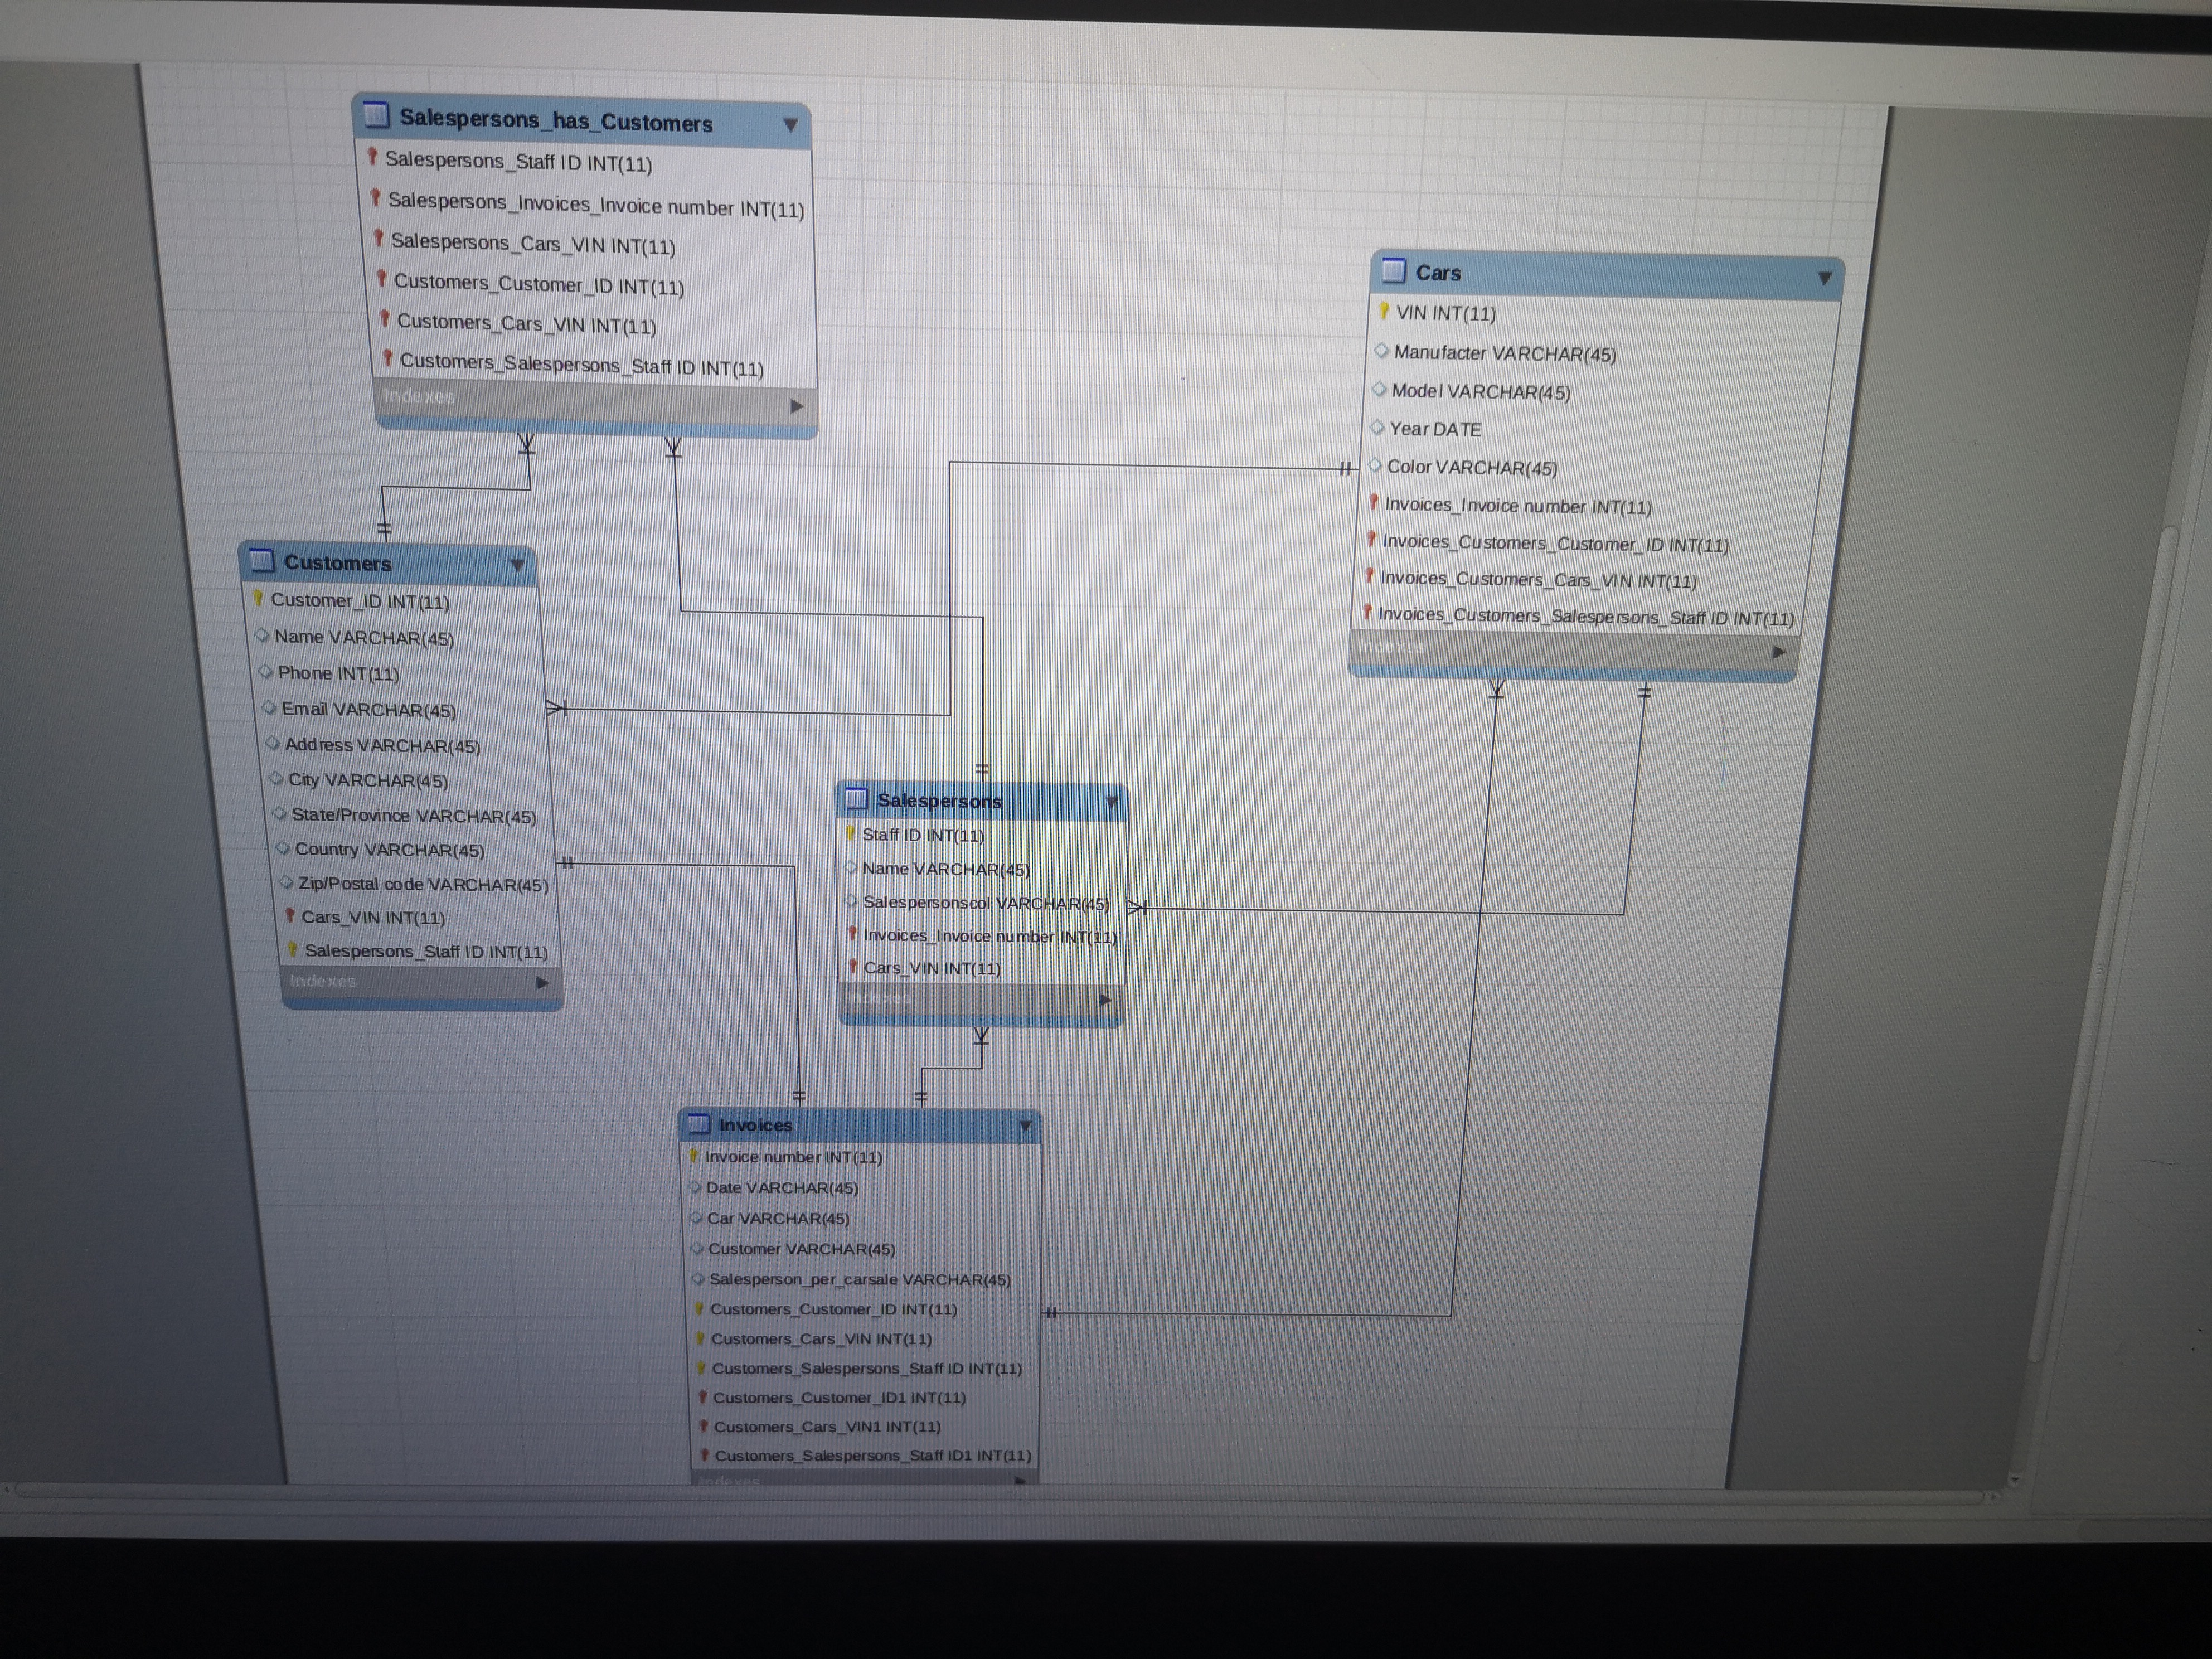 Salespersons_has_Customers
Salespersons_Staff ID INT(11)
Salespersons_Invoices_Invoice number INT(11)
Salespersons_Cars_VIN INT(11)
Customers_Customer_ID INT(11)
Customers_Cars_VIN INT(11)
Customers_Salespersons_Staff ID INT(11)
Indexes
Cars
VIN INT(11)
Manufacter VARCHAR(45)
Model VARCHAR(45)
Year DATE
Color VARCHAR(45)
Invoices_Invoice number INT(11)
Invoices_Customers_Customer_ID INT(11)
Invoices_Customers_Cars_VIN INT(11)
Invoices_Customers_Salespersons_Staff ID INT(11)
Indexes
Customers
Customer_ID INT(11)
Name VARCHAR(45)
Phone INT(11)
Email VARCHAR(45)
Address VARCHAR(45)
City VARCHAR(45)
State/Province VARCHAR(45)
Country VARCHAR(45)
Zip/Postal code VARCHAR(45)
Cars_VIN INT(11)
Salespersons_Staff ID INT(11)
Indexes
Salespersons
Staff ID INT(11)
Name VARCHAR(45)
Salespersonscol VARCHAR(45)
Invoices_Invoice number INT(11)
Cars_VIN INT(11)
Indexes
Invoices
Invoice number INT(11)
Date VARCHAR(45)
Car VARCHAR(45)
Customer VARCHAR(45)
Salesperson_per_carsale VARCHAR(45)
Customers_Customer_ID INT(11)
Customers_Cars_VIN INT(11)
Customers_Salespersons_Staff ID INT(11)
Customers_Customer_ID1 INT(11)
Customers_Cars_VIN1 INT(11)
Customers_Salespersons_Staff ID1 INT(11)
Indexes